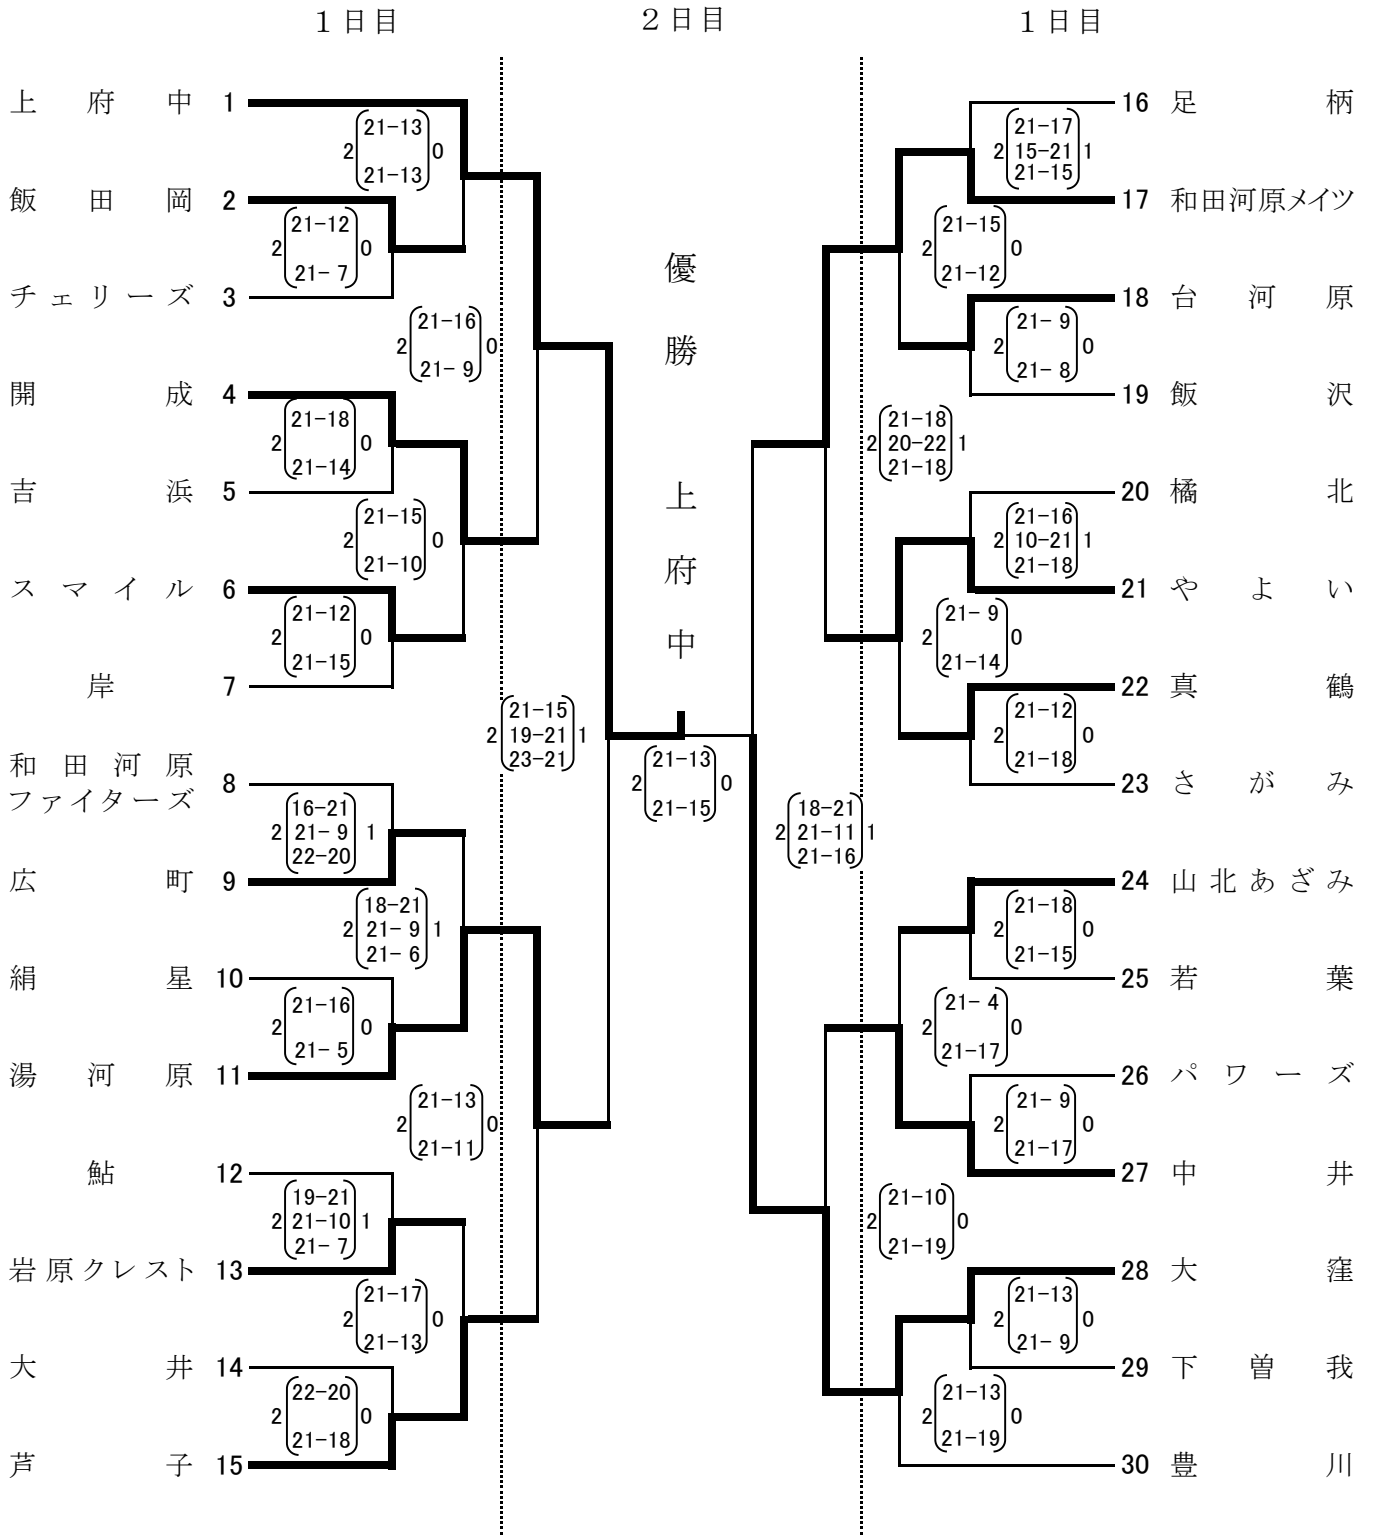 1日目
2日目
1日目
上府中 1
21-13
2 0
21-13
飯田岡 2
21-12
2 0
21- 7
チェリーズ 3
21-16
2 0
21- 9
開成 4
21-18
2 0
21-14
吉浜 5
21-15
2 0
21-10
スマイル 6
21-12
2 0
21-15
岸 7
21-15
2 19-21 1
23-21
和田河原
ファイターズ 8
16-21
2 21- 9 1
22-20
広町 9
18-21
2 21- 9 1
21- 6
絹星 10
21-16
2 0
21- 5
湯河原 11
21-13
2 0
21-11
鮎 12
19-21
2 21-10 1
21- 7
岩原クレスト 13
21-17
2 0
21-13
大井 14
22-20
2 0
21-18
芦子 15
優勝
上府中
21-13
2 0
21-15
16 足柄
21-17
2 15-21 1
21-15
17 和田河原メイツ
21-15
2 0
21-12
18 台河原
21- 9
2 0
21- 8
19 飯沢
21-18
2 20-22 1
21-18
20 橘北
21-16
2 10-21 1
21-18
21 やよい
21- 9
2 0
21-14
22 真鶴
21-12
2 0
21-18
23 さがみ
18-21
2 21-11 1
21-16
24 山北あざみ
21-18
2 0
21-15
25 若葉
21- 4
2 0
21-17
26 パワーズ
21- 9
2 0
21-17
27 中井
21-10
2 0
21-19
28 大窪
21-13
2 0
21- 9
29 下曽我
21-13
2 0
21-19
30 豊川